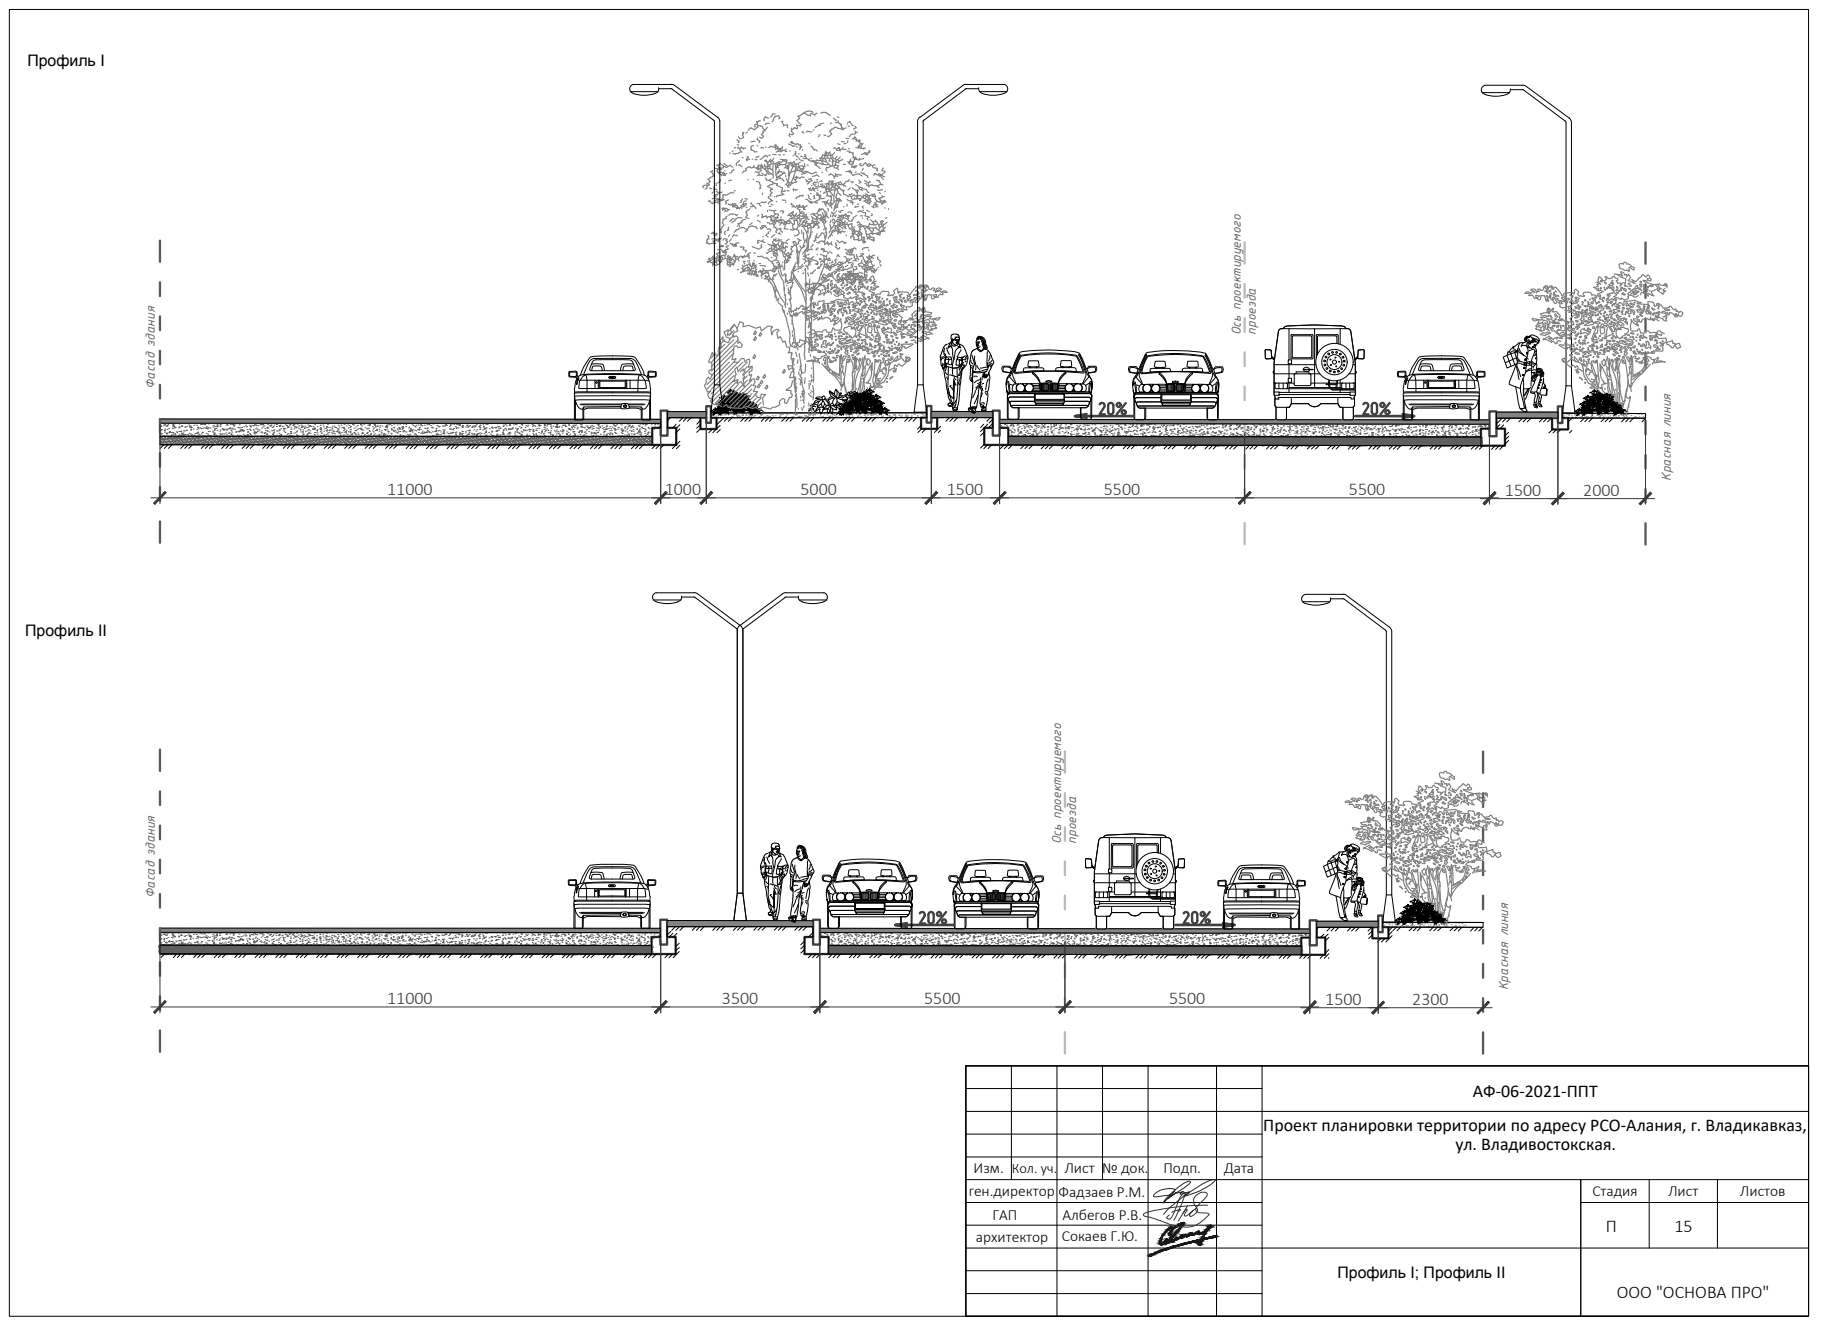 Профиль I
Фасад здания
Ось проектируемого
проезда
Красная линия
20%
20%
11000
1000
5000
1500
5500
5500
1500
2000
Профиль II
Фасад здания
Ось проектируемого
проезда
Красная линия
20%
20%
11000
3500
5500
5500
1500
2300
АФ-06-2021-ППТ
Проект планировки территории по адресу РСО-Алания, г. Владикавказ,
ул. Владивостокская.
Изм. Кол. уч. Лист № док. Подп. Дата
ген.директор Фадзаев Р.М.
ГАП Албегов Р.В.
архитектор Сокаев Г.Ю.
Стадия Лист Листов
П 15
Профиль I; Профиль II
ООО "ОСНОВА ПРО"